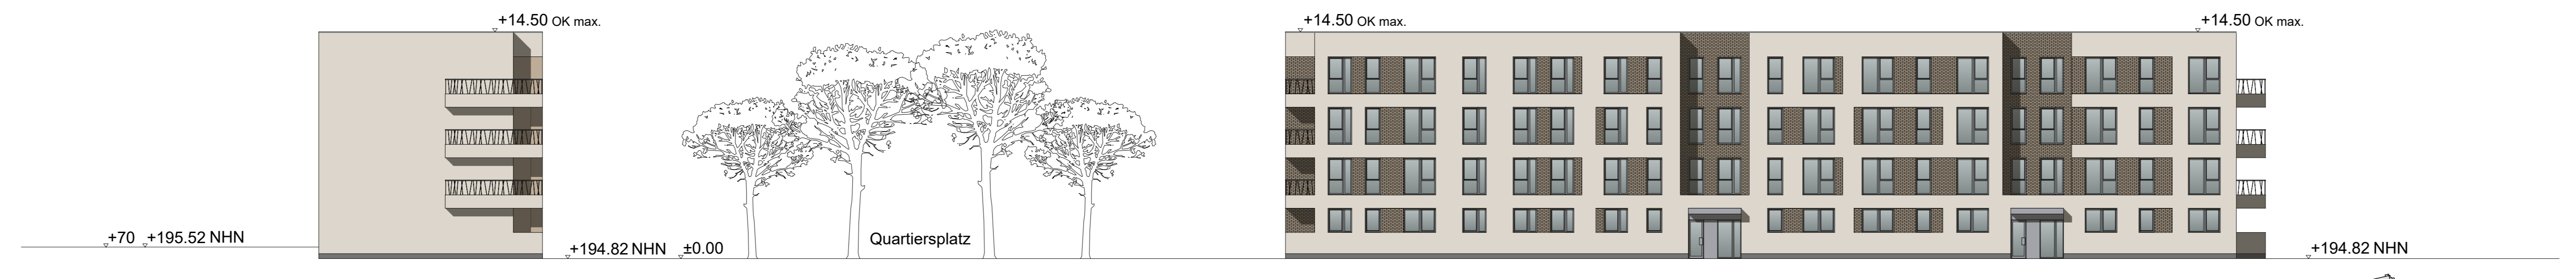 +14.50 OK max.
+14.50 OK max.
+14.50 OK max.
+70 +195.52 NHN
+194.82 NHN ±0.00
Quartiersplatz
+194.82 NHN